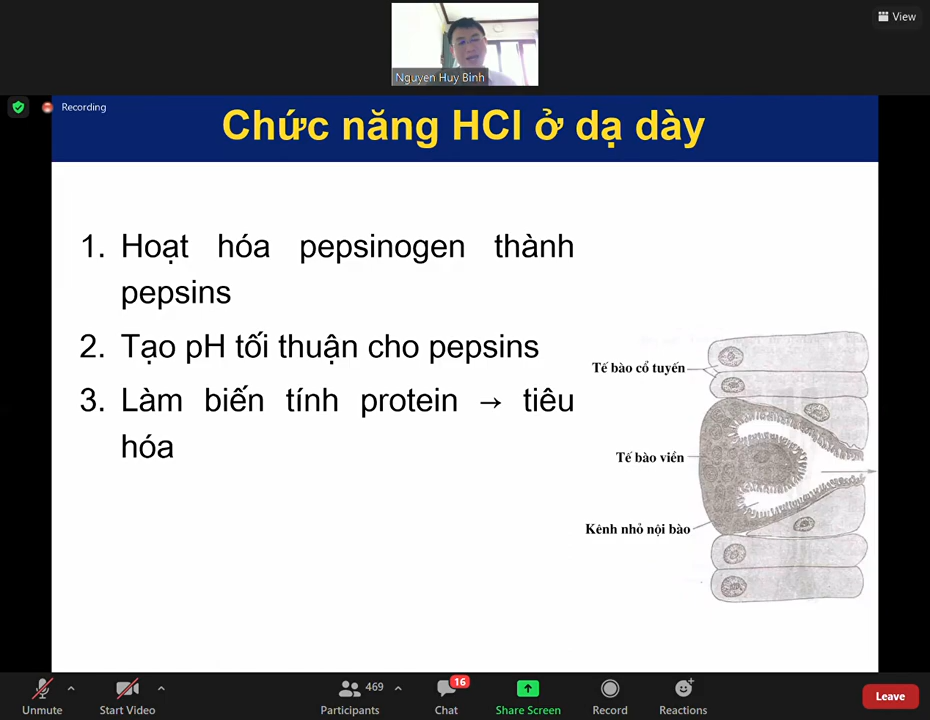 View
Nguyen Huy Binh
Recording
Chức năng HCl ở dạ dày
1. Hoạt hóa pepsinogen thành
pepsins
2. Tạo pH tối thuận cho pepsins
3. Làm biến tính protein → tiêu
hóa
Tế bào cổ tuyến
Tế bào viền
Kênh nhỏ nội bào
Unmute
Start Video
469
Participants
16
Chat
Share Screen
Record
Reactions
Leave